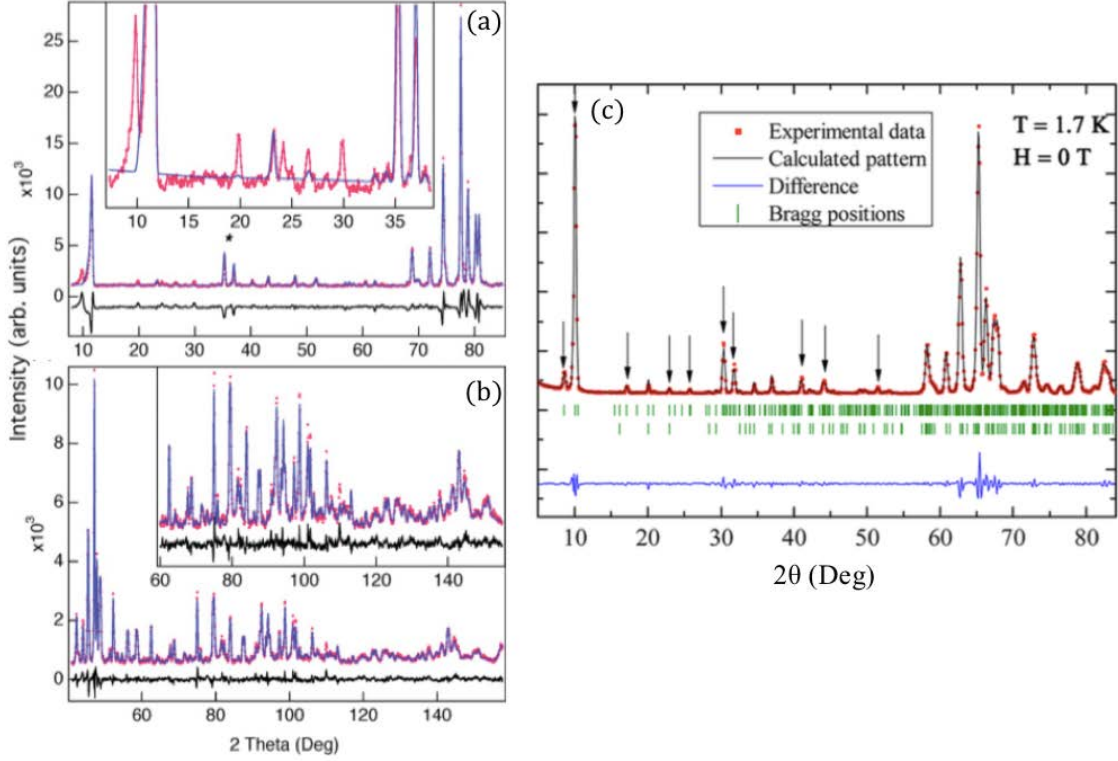 (a)
25
20
15
10
5
0
x10³
10 15 20 25 30 35
*
10 20 30 40 50 60 70 80
Intensity (arb. units)
(b)
10
8
6
4
2
0
x10³
60 80 100 120 140
60 80 100 120 140
2 Theta (Deg)
(c)
Experimental data
Calculated pattern
Difference
Bragg positions
T = 1.7 K
H = 0 T
10 20 30 40 50 60 70 80
2θ (Deg)